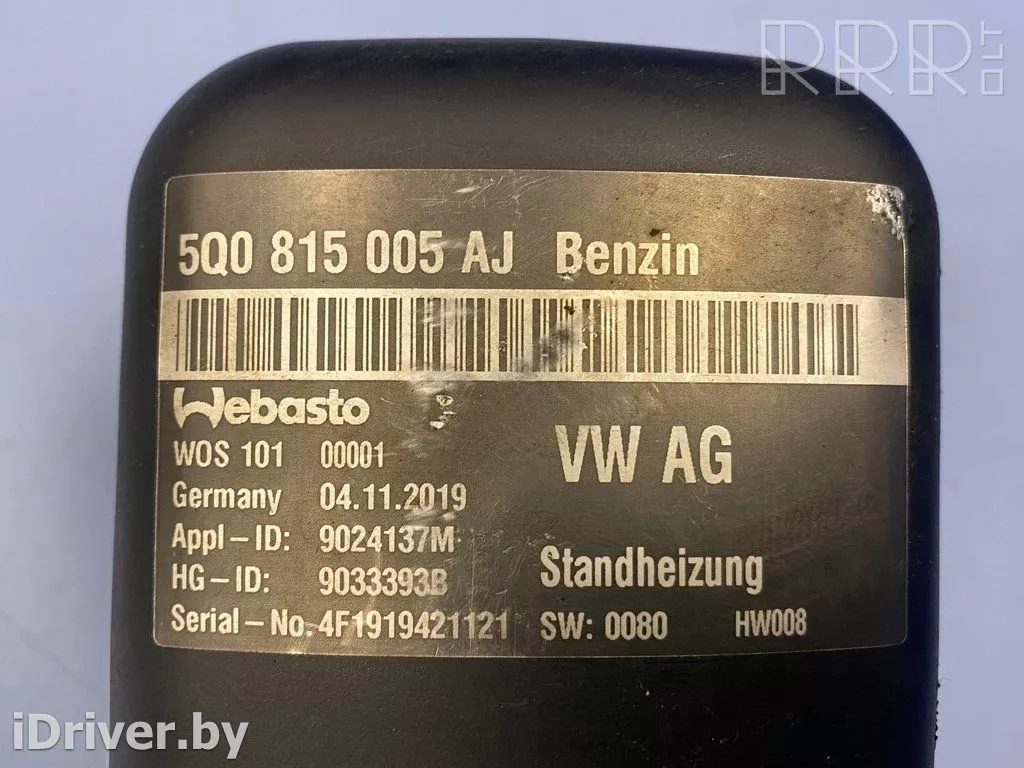 RRR.LT
5Q0 815 005 AJ Benzin
Webasto
WOS 101 00001
VW AG
Germany 04.11.2019
Appl-ID: 9024137M
HG-ID: 9033393B
Standheizung
Serial-No. 4F1919421121 SW: 0080 HW008
iDriver.by